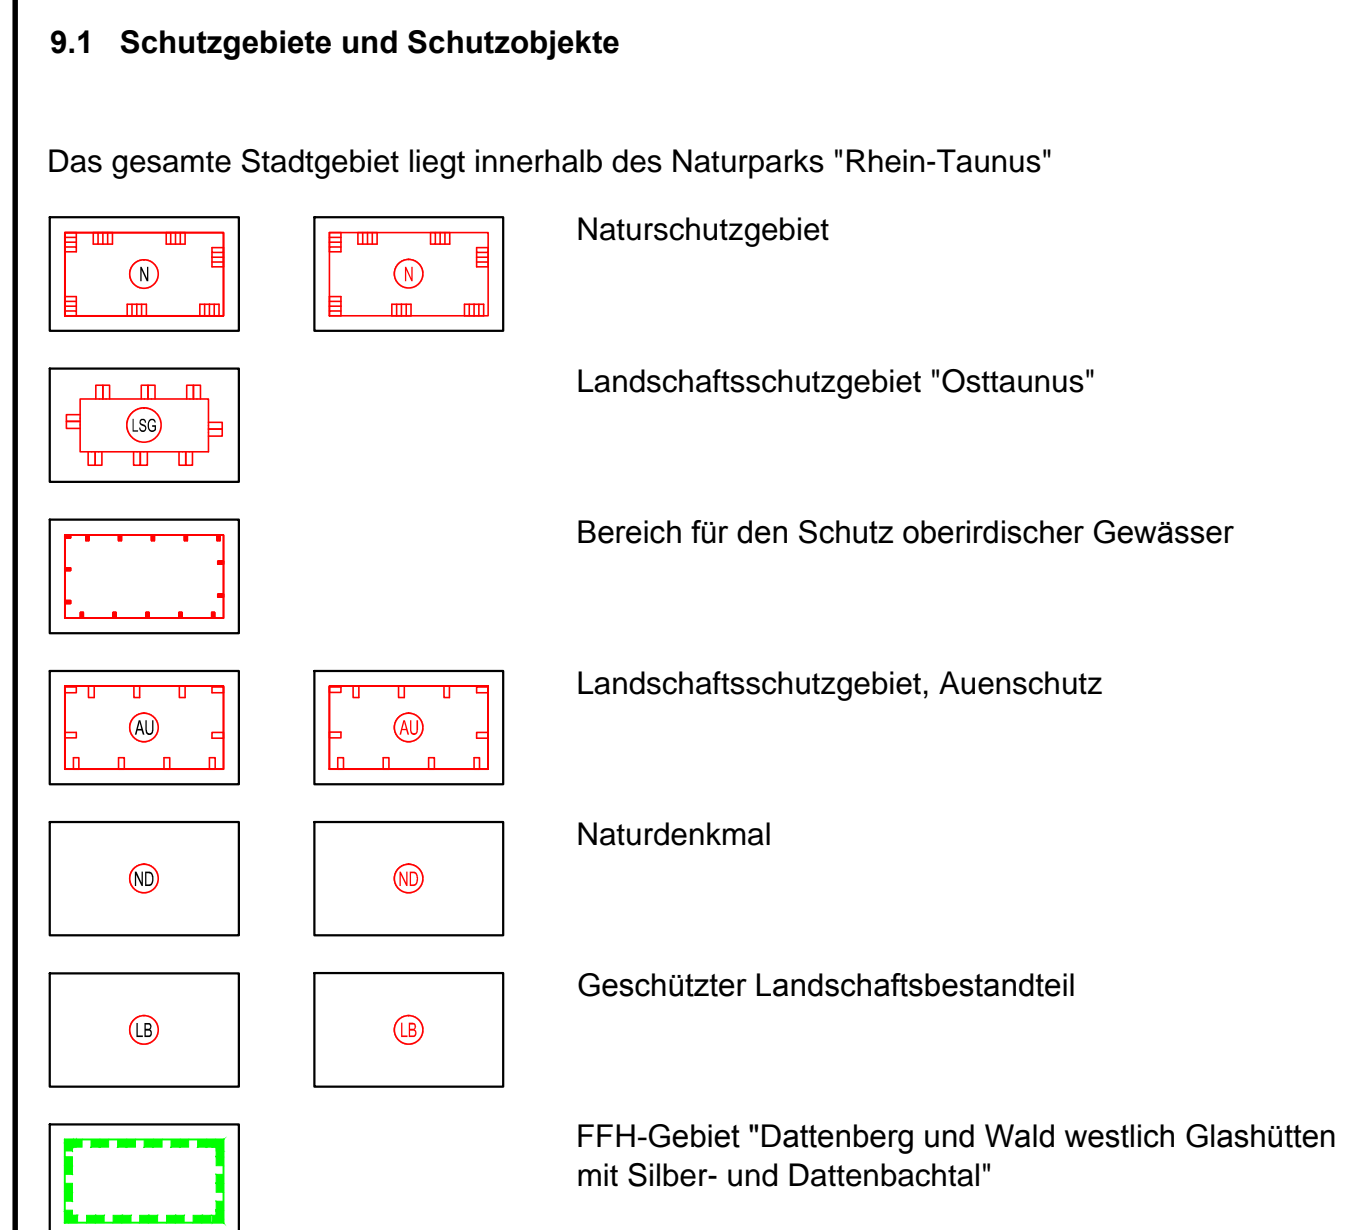 9.1 Schutzgebiete und Schutzobjekte
Das gesamte Stadtgebiet liegt innerhalb des Naturparks "Rhein-Taunus"
N N Naturschutzgebiet
LSG Landschaftsschutzgebiet "Osttaunus"
Bereich für den Schutz oberirdischer Gewässer
AU AU Landschaftsschutzgebiet, Auenschutz
ND ND Naturdenkmal
LB LB Geschützter Landschaftsbestandteil
FFH-Gebiet "Dattenberg und Wald westlich Glashütten
mit Silber- und Dattenbachtal"